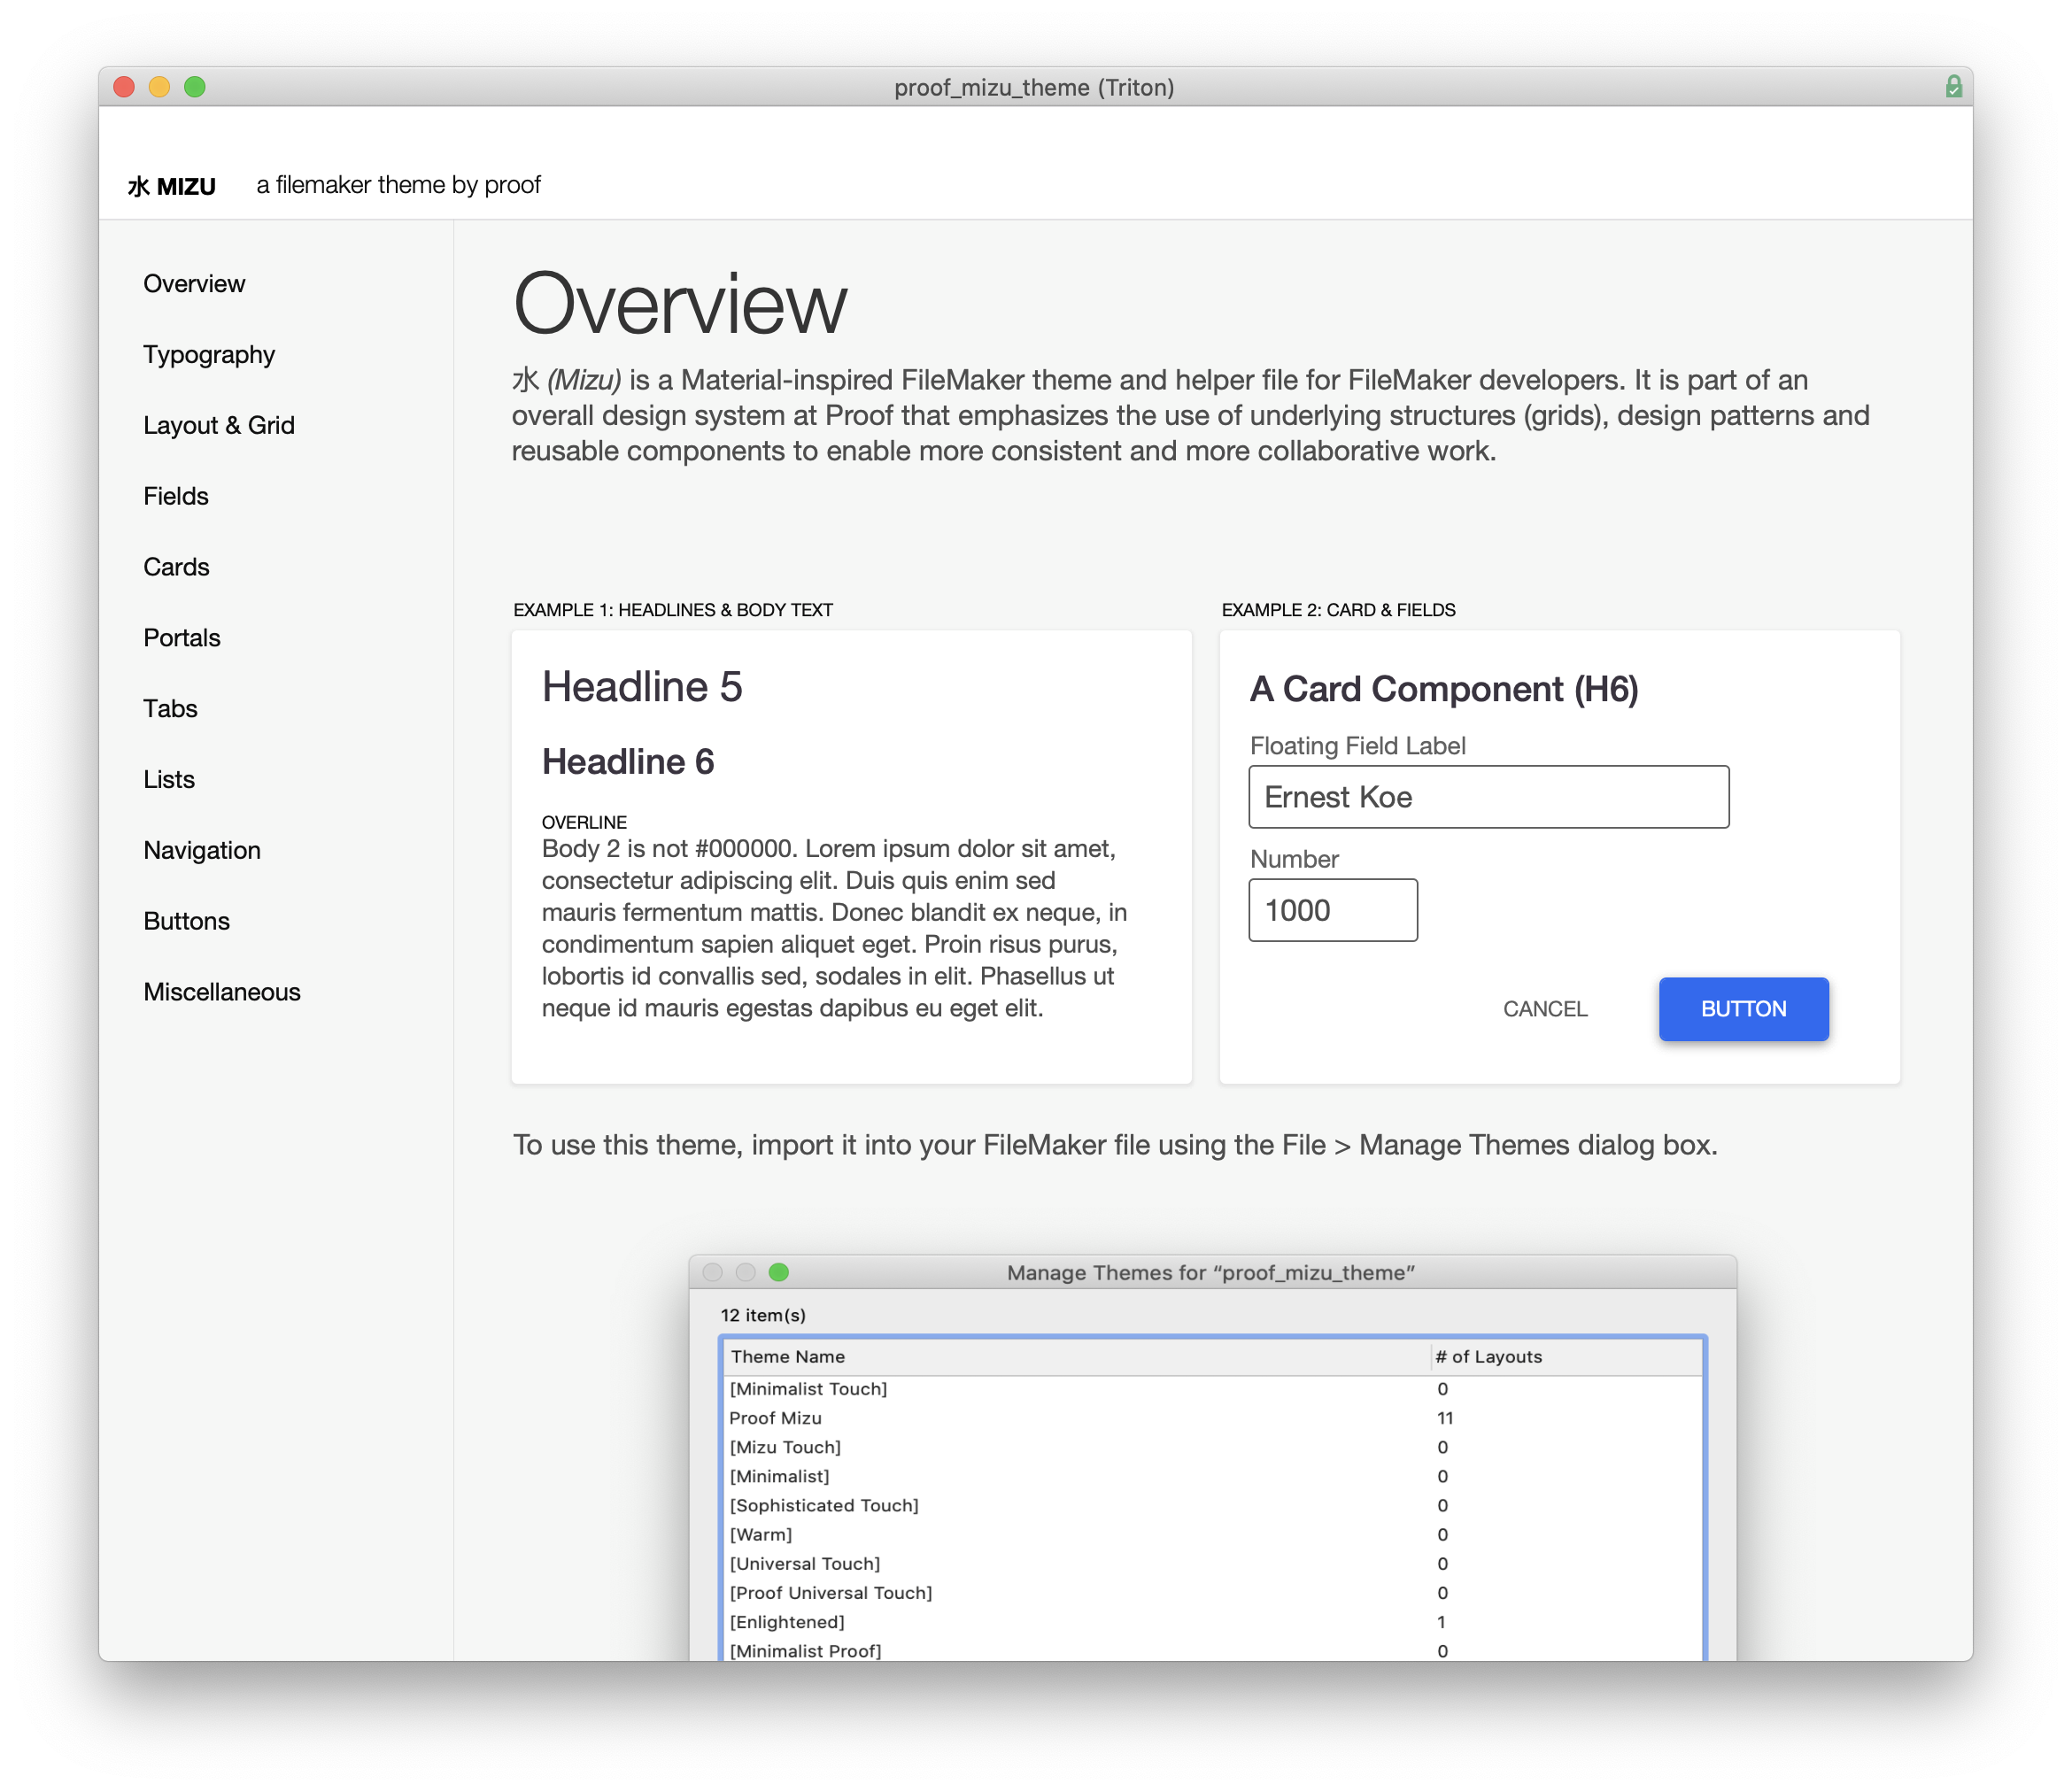 proof_mizu_theme (Triton)
水 MIZU a filemaker theme by proof
Overview
Typography
Layout & Grid
Fields
Cards
Portals
Tabs
Lists
Navigation
Buttons
Miscellaneous
Overview
水 (Mizu) is a Material-inspired FileMaker theme and helper file for FileMaker developers. It is part of an
overall design system at Proof that emphasizes the use of underlying structures (grids), design patterns and
reusable components to enable more consistent and more collaborative work.
EXAMPLE 1: HEADLINES & BODY TEXT
Headline 5
Headline 6
OVERLINE
Body 2 is not #000000. Lorem ipsum dolor sit amet,
consectetur adipiscing elit. Duis quis enim sed
mauris fermentum mattis. Donec blandit ex neque, in
condimentum sapien aliquet eget. Proin risus purus,
lobortis id convallis sed, sodales in elit. Phasellus ut
neque id mauris egestas dapibus eu eget elit.
EXAMPLE 2: CARD & FIELDS
A Card Component (H6)
Floating Field Label
Ernest Koe
Number
1000
CANCEL BUTTON
To use this theme, import it into your FileMaker file using the File > Manage Themes dialog box.
Manage Themes for “proof_mizu_theme”
12 item(s)
Theme Name # of Layouts
[Minimalist Touch] 0
Proof Mizu 11
[Mizu Touch] 0
[Minimalist] 0
[Sophisticated Touch] 0
[Warm] 0
[Universal Touch] 0
[Proof Universal Touch] 0
[Enlightened] 1
[Minimalist Proof] 0